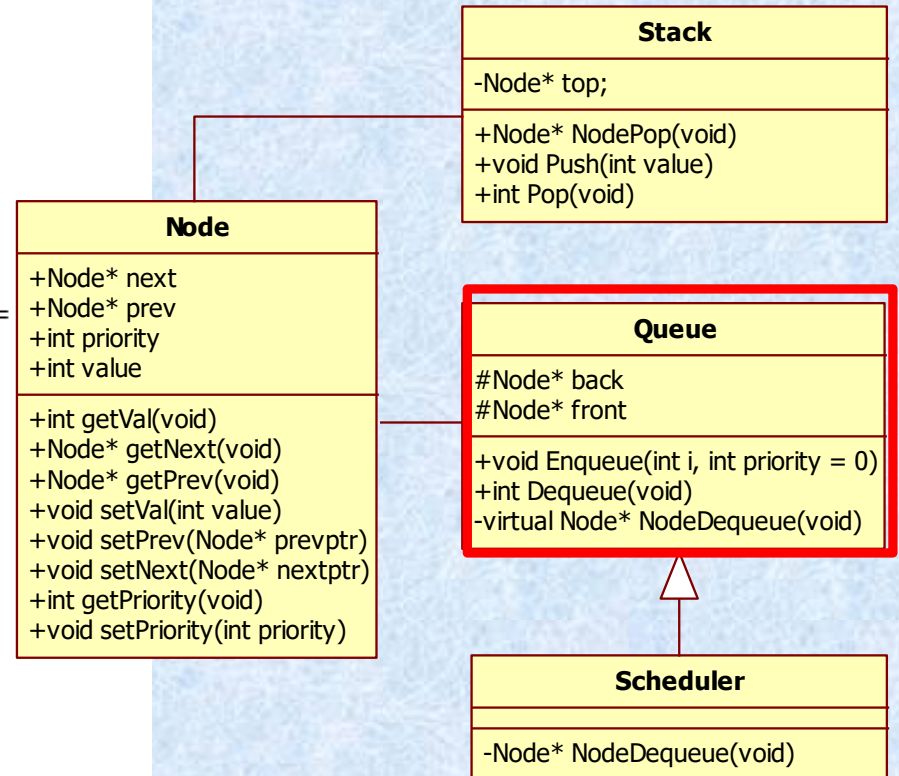 Stack
-Node* top;
+Node* NodePop(void)
+void Push(int value)
+int Pop(void)
Node
+Node* next
+Node* prev
+int priority
+int value
+int getVal(void)
+Node* getNext(void)
+Node* getPrev(void)
+void setVal(int value)
+void setPrev(Node* prevptr)
+void setNext(Node* nextptr)
+int getPriority(void)
+void setPriority(int priority)
=
Queue
#Node* back
#Node* front
+void Enqueue(int i, int priority = 0)
+int Dequeue(void)
-virtual Node* NodeDequeue(void)
Scheduler
-Node* NodeDequeue(void)